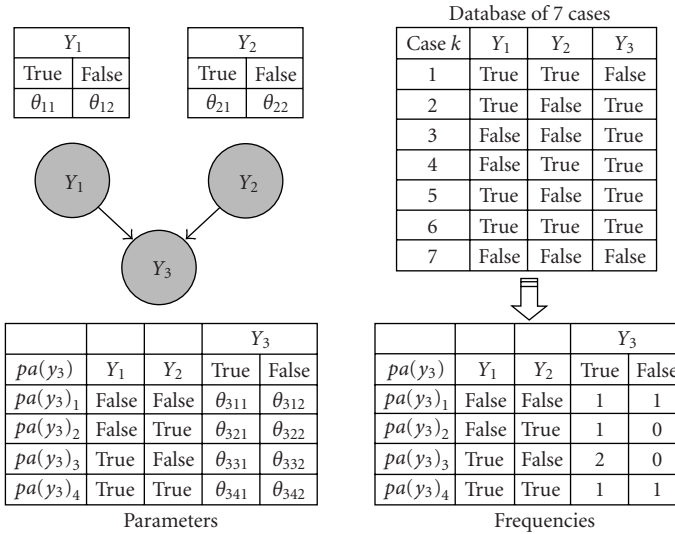 Y₁
True False
θ₁₁ θ₁₂
Y₂
True False
θ₂₁ θ₂₂
Y₁
Y₂
Y₃
Y₃
pa(y₃) Y₁ Y₂ True False
pa(y₃)₁ False False θ₃₁₁ θ₃₁₂
pa(y₃)₂ False True θ₃₂₁ θ₃₂₂
pa(y₃)₃ True False θ₃₃₁ θ₃₃₂
pa(y₃)₄ True True θ₃₄₁ θ₃₄₂
Parameters
Database of 7 cases
Case k Y₁ Y₂ Y₃
1 True True False
2 True False True
3 False False True
4 False True True
5 True False True
6 True True True
7 False False False
Y₃
pa(y₃) Y₁ Y₂ True False
pa(y₃)₁ False False 1 1
pa(y₃)₂ False True 1 0
pa(y₃)₃ True False 2 0
pa(y₃)₄ True True 1 1
Frequencies